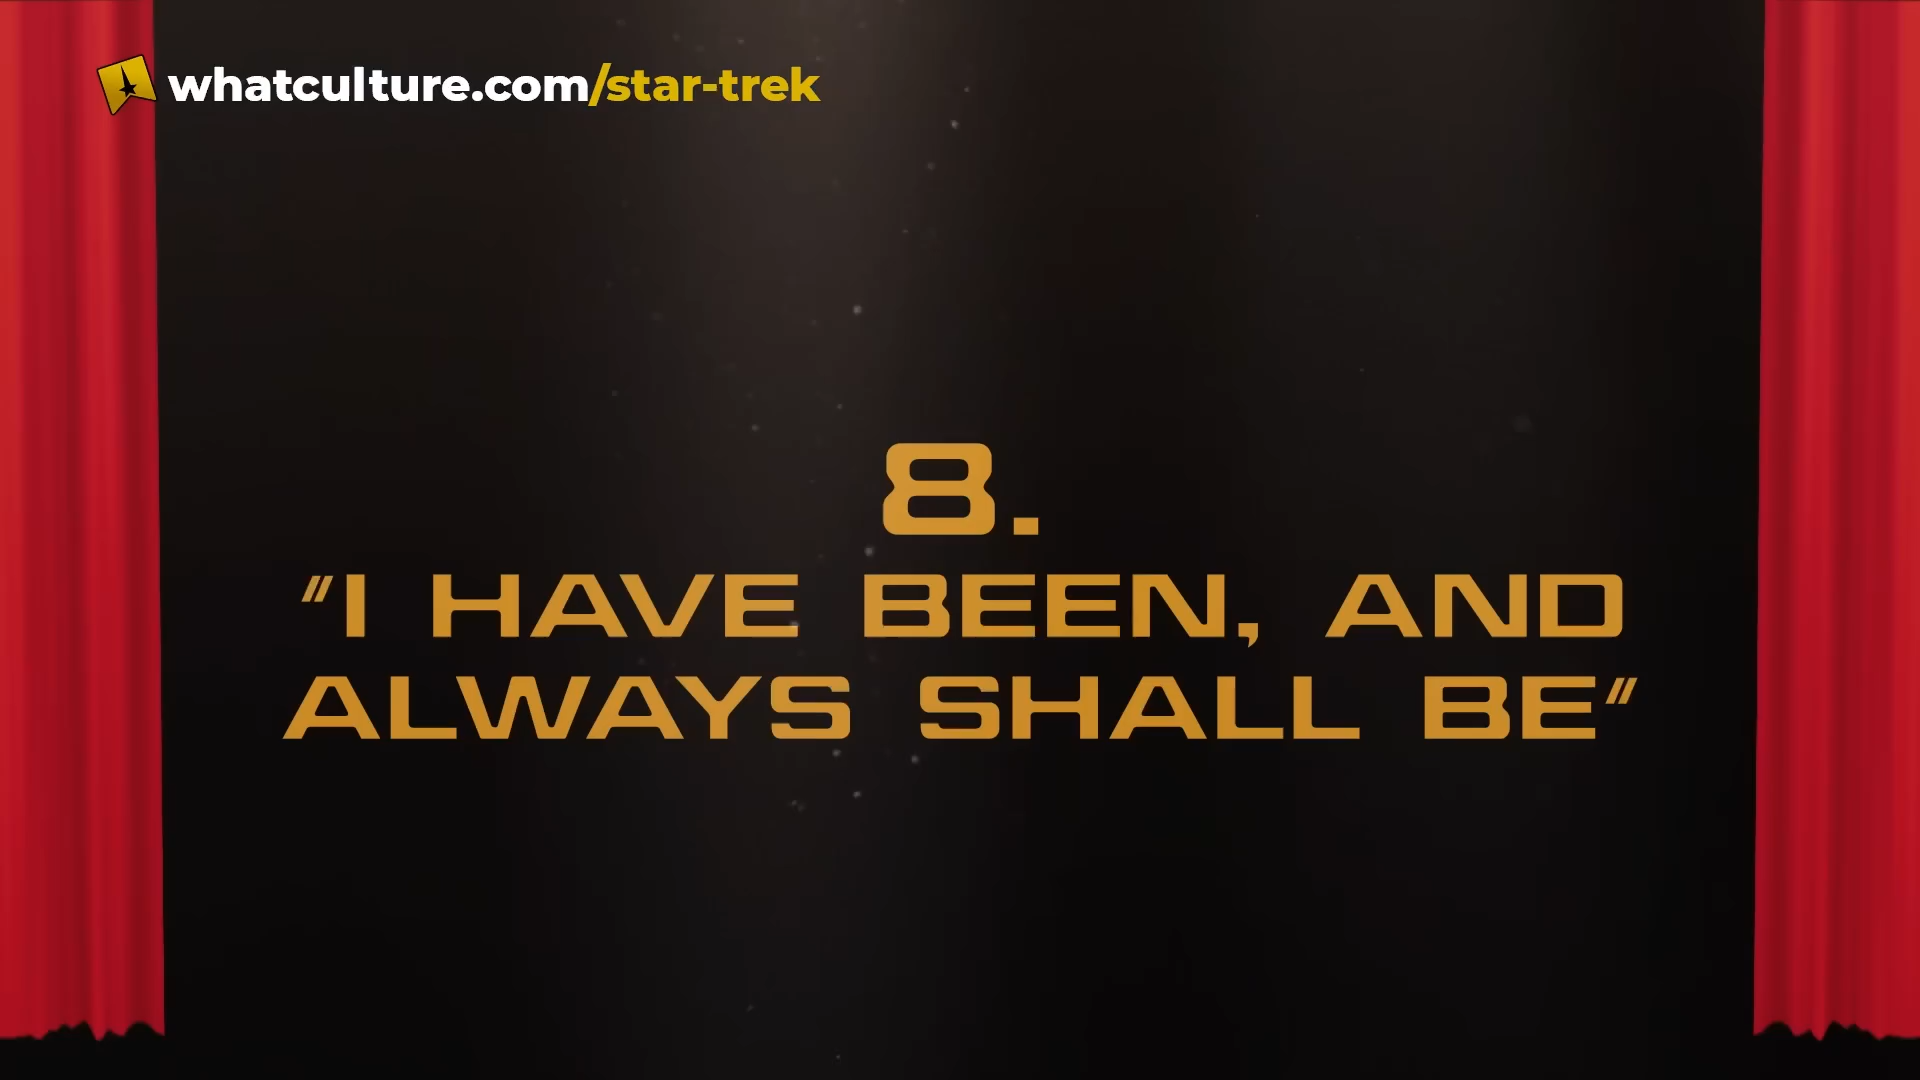 whatculture.com/star-trek
8.
"I HAVE BEEN, AND
ALWAYS SHALL BE"